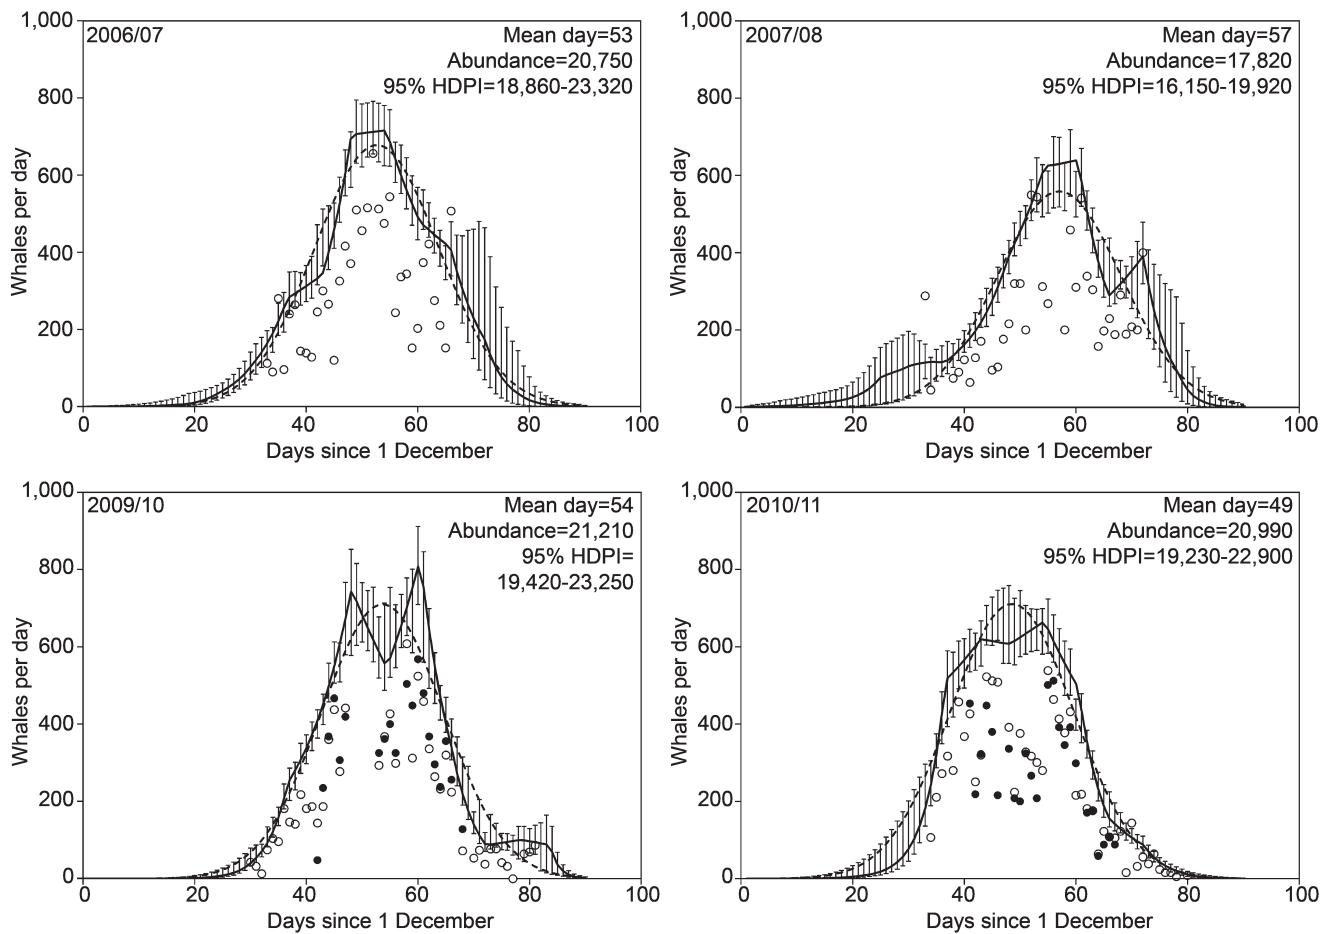 2006/07
Mean day=53
Abundance=20,750
95% HDPI=18,860-23,320
1,000
800
600
400
200
0
Whales per day
0 20 40 60 80 100
Days since 1 December
2007/08
Mean day=57
Abundance=17,820
95% HDPI=16,150-19,920
1,000
800
600
400
200
0
Whales per day
0 20 40 60 80 100
Days since 1 December
2009/10
Mean day=54
Abundance=21,210
95% HDPI=
19,420-23,250
1,000
800
600
400
200
0
Whales per day
0 20 40 60 80 100
Days since 1 December
2010/11
Mean day=49
Abundance=20,990
95% HDPI=19,230-22,900
1,000
800
600
400
200
0
Whales per day
0 20 40 60 80 100
Days since 1 December